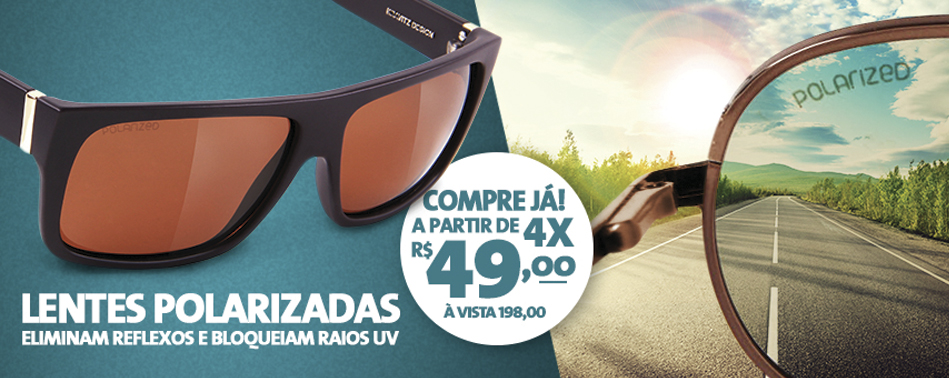 DESIGN
POLARIZED
POLARIZED
COMPRE JÁ!
A PARTIR DE
4X
R$
49,00
À VISTA 198,00
LENTES POLARIZADAS
ELIMINAM REFLEXOS E BLOQUEIAM RAIOS UV